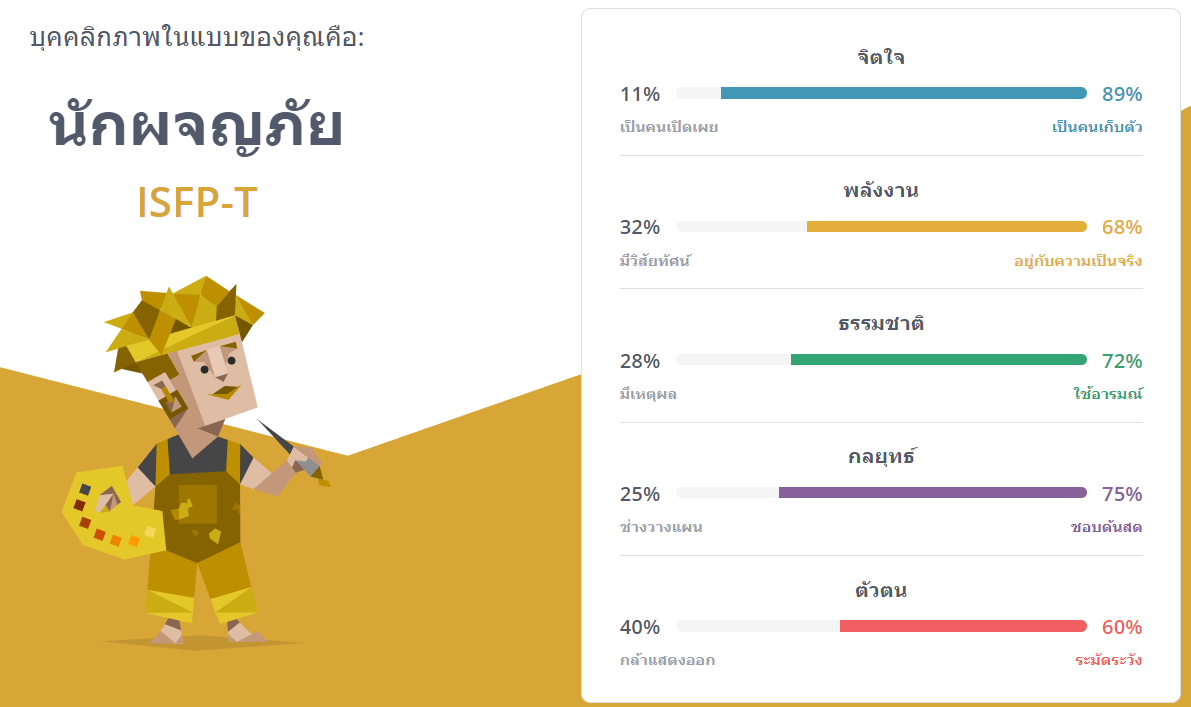 บุคคลิกภาพในแบบของคุณคือ:
นักผจญภัย
ISFP-T
จิตใจ
11% 89%
เป็นคนเปิดเผย เป็นคนเก็บตัว
พลังงาน
32% 68%
มีวิสัยทัศน์ อยู่กับความเป็นจริง
ธรรมชาติ
28% 72%
มีเหตุผล ใช้อารมณ์
กลยุทธ์
25% 75%
ช่างวางแผน ชอบด้นสด
ตัวตน
40% 60%
กล้าแสดงออก ระมัดระวัง